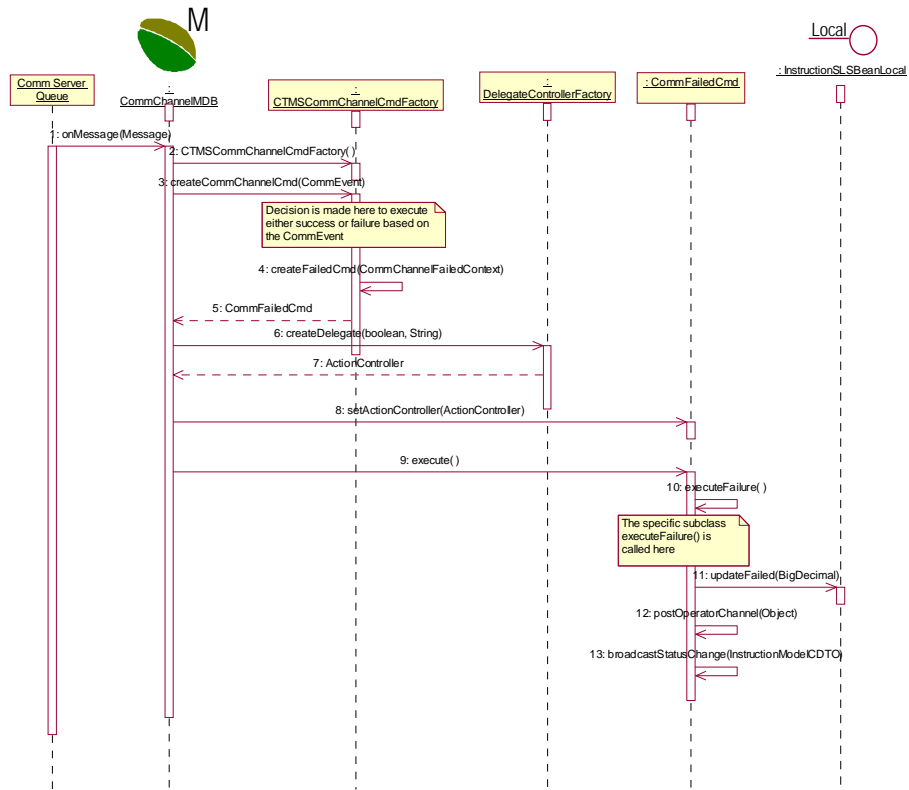 M
Local
Comm Server
Queue
:
CommChannelMDB
:
CTMSCommChannelCmdFactory
:
DelegateControllerFactory
: CommFailedCmd
: InstructionSLSBeanLocal
1: onMessage(Message)
2: CTMSCommChannelCmdFactory( )
3: createCommChannelCmd(CommEvent)
Decision is made here to execute
either success or failure based on
the CommEvent
4: createFailedCmd(CommChannelFailedContext)
5: CommFailedCmd
6: createDelegate(boolean, String)
7: ActionController
8: setActionController(ActionController)
9: execute( )
10: executeFailure( )
The specific subclass
executeFailure() is
called here
11: updateFailed(BigDecimal)
12: postOperatorChannel(Object)
13: broadcastStatusChange(InstructionModelCDTO)